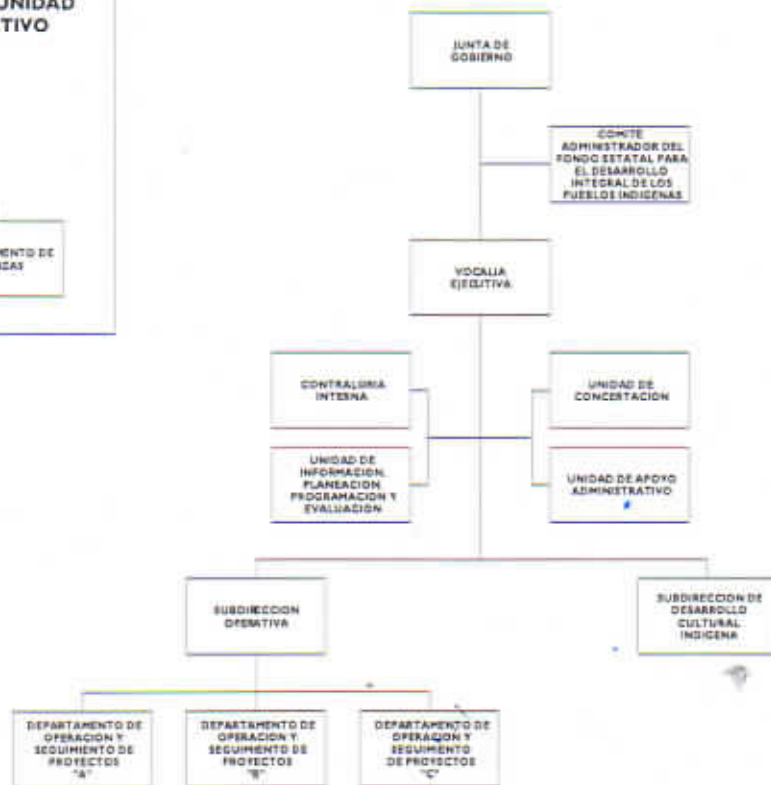 UNIDAD
TIVO
JUNTA DE
GOBIERNO
COMITE
ADMINISTRADOR DEL
FONDO ESTATAL PARA
EL DESARROLLO
INTEGRAL DE LOS
PUEBLOS INDIGENAS
VOCALIA
EJECUTIVA
CONTRALORIA
INTERNA
UNIDAD DE
CONCERTACION
UNIDAD DE
INFORMACION,
PLANEACION
PROGRAMACION Y
EVALUACION
UNIDAD DE APOYO
ADMINISTRATIVO
SUBDIRECCION
OPERATIVA
SUBDIRECCION DE
DESARROLLO
CULTURAL
INDIGENA
DEPARTAMENTO DE
OPERACION Y
SEGUIMIENTO DE
PROYECTOS
"A"
DEPARTAMENTO DE
OPERACION Y
SEGUIMIENTO DE
PROYECTOS
"B"
DEPARTAMENTO DE
OPERACION Y
SEGUIMIENTO
DE PROYECTOS
"C"